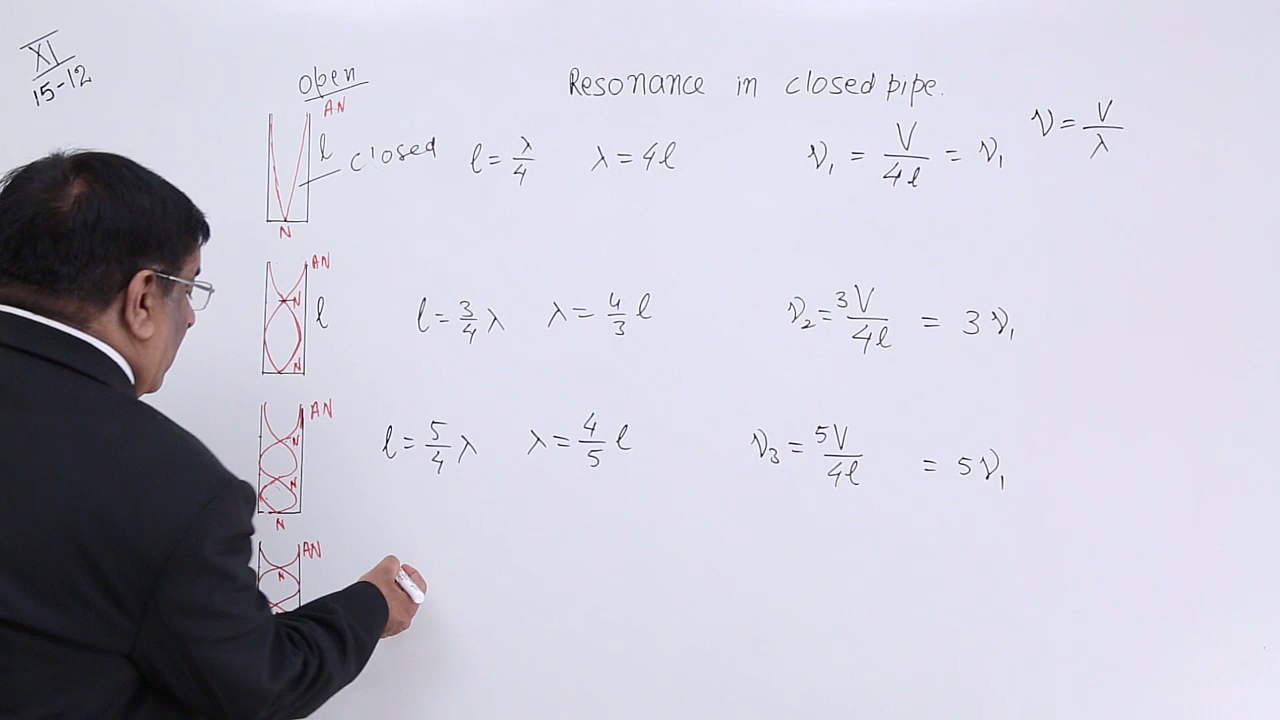 XI
15-12
open
Resonance in closed pipe.
AN
l
closed
N
l = λ/4 λ = 4l ν₁ = V/4l = ν₁ ν = V/λ
AN
N
l
N
l = 3/4 λ λ = 4/3 l ν₂ = 3V/4l = 3ν₁
AN
N
N
N
l = 5/4 λ λ = 4/5 l ν₃ = 5V/4l = 5ν₁
AN
N